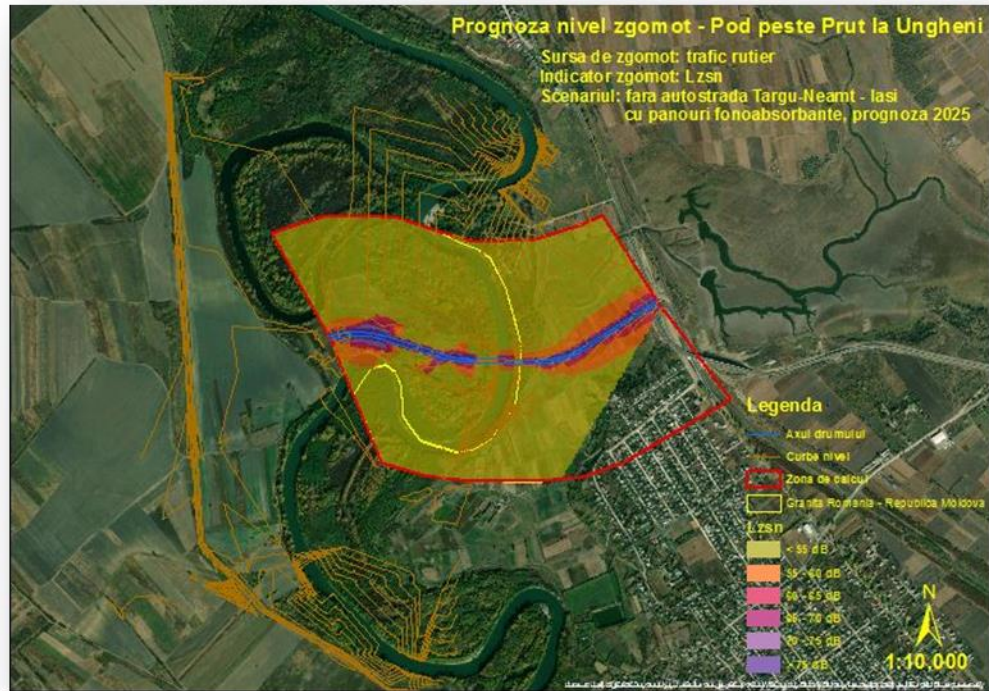 Prognoza nivel zgomot - Pod peste Prut la Ungheni
Sursa de zgomot: trafic rutier
Indicator zgomot: Lzsn
Scenariul: fara autostrada Targu-Neamt - Iasi
cu panouri fonoabsorbante, prognoza 2025
Legenda
Axul drumului
Curbe nivel
Zona de calcul
Granita Romania - Republica Moldova
Lzsn
< 55 dB
55 - 60 dB
60 - 65 dB
65 - 70 dB
70 - 75 dB
>75 dB
N
1:10.000